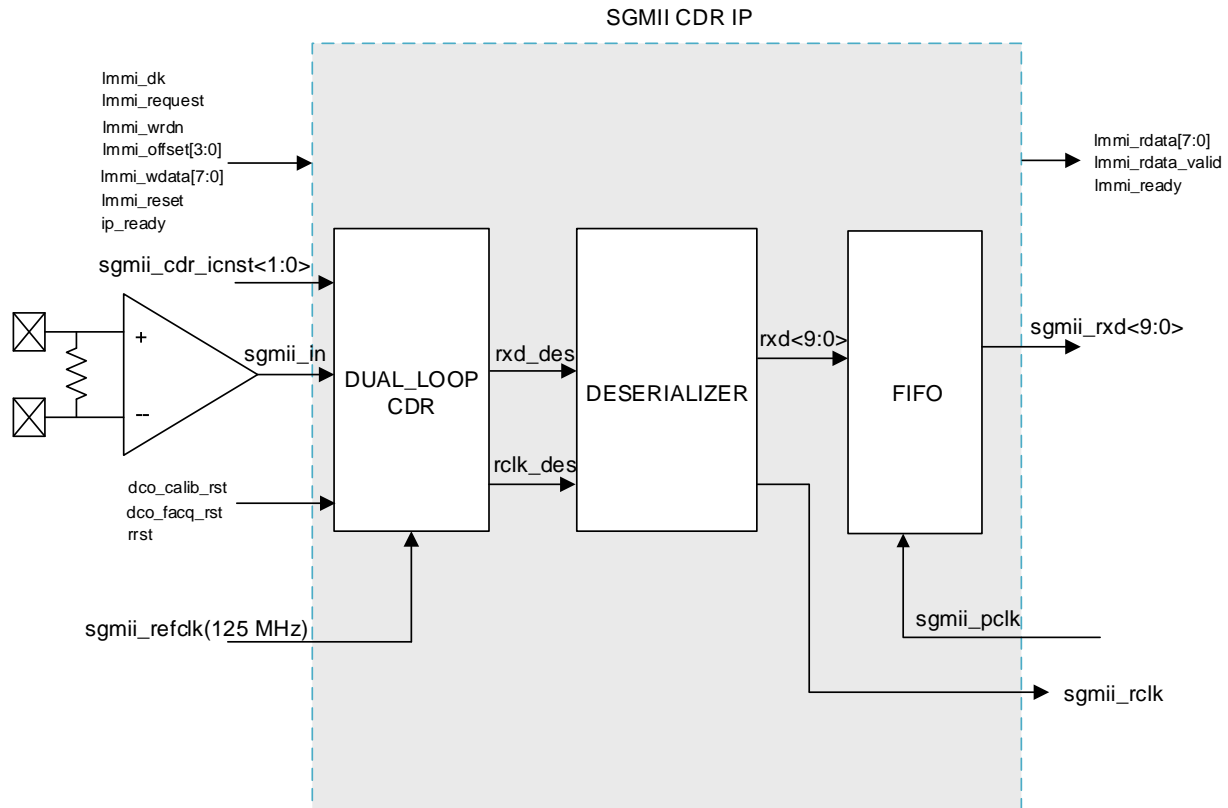 SGMII CDR IP
lmmi_clk
lmmi_request
lmmi_wrdn
lmmi_offset[3:0]
lmmi_wdata[7:0]
lmmi_reset
ip_ready
lmmi_rdata[7:0]
lmmi_rdata_valid
lmmi_ready
sgmii_cdr_icnst<1:0>
+
--
sgmii_in
DUAL_LOOP
CDR
rxd_des
rclk_des
DESERIALIZER
rxd<9:0>
FIFO
sgmii_rxd<9:0>
dco_calib_rst
dco_facq_rst
rrst
sgmii_refclk(125 MHz)
sgmii_pclk
sgmii_rclk